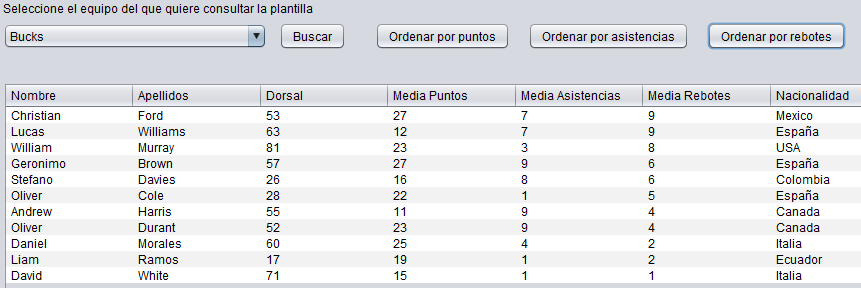 Seleccione el equipo del que quiere consultar la plantilla
Bucks Buscar Ordenar por puntos Ordenar por asistencias Ordenar por rebotes
Nombre Apellidos Dorsal Media Puntos Media Asistencias Media Rebotes Nacionalidad
Christian Ford 53 27 7 9 Mexico
Lucas Williams 63 12 7 9 España
William Murray 81 23 3 8 USA
Geronimo Brown 57 27 9 6 España
Stefano Davies 26 16 8 6 Colombia
Oliver Cole 28 22 1 5 España
Andrew Harris 55 11 9 4 Canada
Oliver Durant 52 23 9 4 Canada
Daniel Morales 60 25 4 2 Italia
Liam Ramos 17 19 1 2 Ecuador
David White 71 15 1 1 Italia